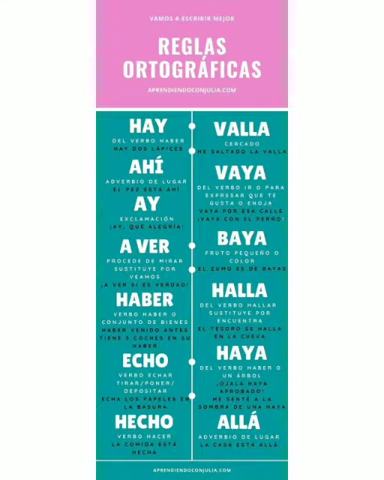 VAMOS A ESCRIBIR MEJOR
REGLAS
ORTOGRÁFICAS
APRENDIENDOCONJULIA.COM
HAY
DEL VERBO HABER
HAY DOS LÁPICES
AHÍ
ADVERBIO DE LUGAR
EL PEZ ESTÁ AHÍ
AY
EXCLAMACIÓN
¡AY, QUÉ ALEGRÍA!
A VER
PROCEDE DE MIRAR
SUSTITUYE POR
VEAMOS
¡A VER SI ES VERDAD!
HABER
VERBO HABER O
CONJUNTO DE BIENES
HABER VENIDO ANTES
TIENE 3 COCHES EN SU
HABER
ECHO
VERBO ECHAR
TIRAR/PONER/
DEPOSITAR
ECHA LOS PAPELES EN
LA BASURA
HECHO
VERBO HACER
LA COMIDA ESTÁ
HECHA
VALLA
CERCADO
HE SALTADO LA VALLA
VAYA
DEL VERBO IR O PARA
EXPRESAR QUE TE
GUSTA O ENOJA
VAYA POR ESA CALLE
¡VAYA CON EL PERRO!
BAYA
FRUTO PEQUEÑO O
COLOR
EL ZUMO ES DE BAYAS
HALLA
DEL VERBO HALLAR
SUSTITUYE POR
ENCUENTRA
EL TESORO SE HALLA
EN LA CUEVA
HAYA
DEL VERBO HABER O
UN ÁRBOL
¡OJALÁ HAYA
APROBADO!
ME SENTÉ A LA
SOMBRA DE UNA HAYA
ALLÁ
ADVERBIO DE LUGAR
LA CASA ESTÁ ALLÁ
APRENDIENDOCONJULIA.COM